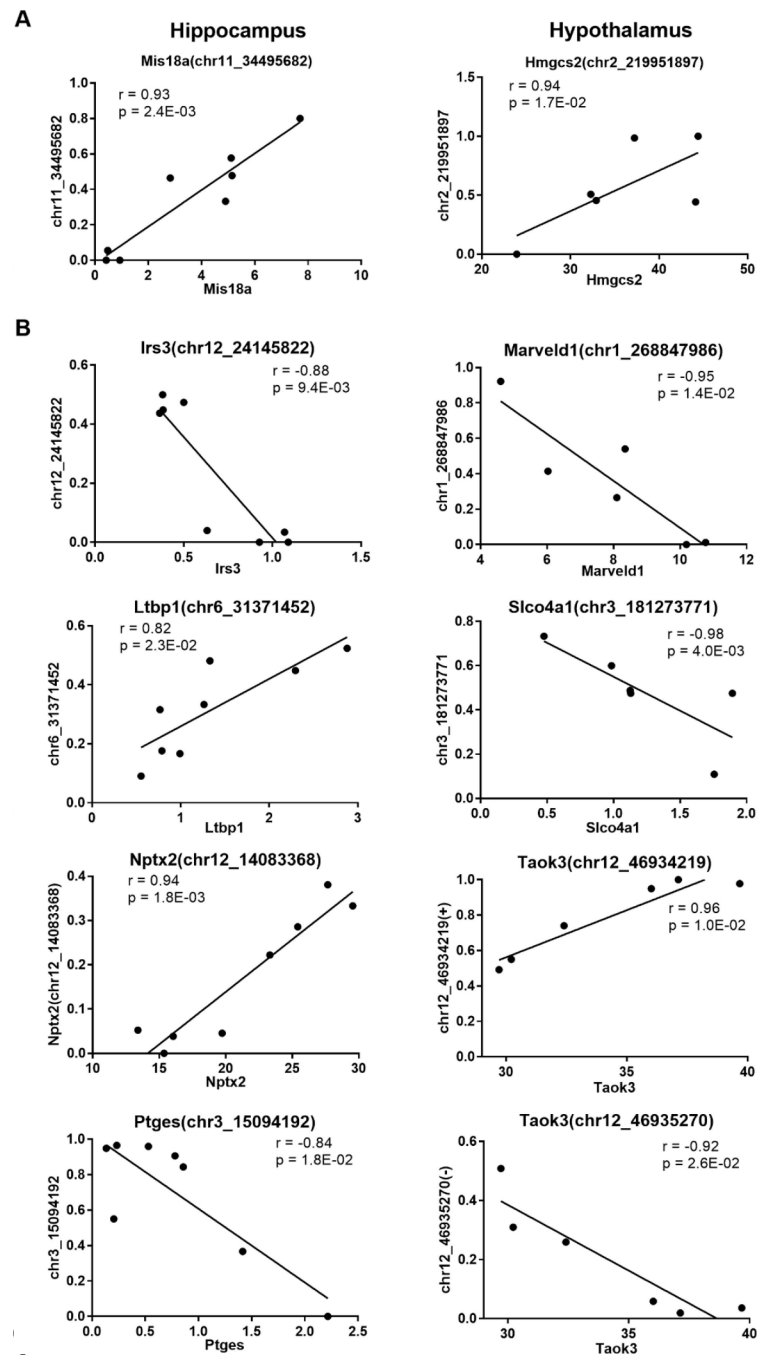 A
Hippocampus
Hypothalamus
Mis18a(chr11_34495682)
r = 0.93
p = 2.4E-03
chr11_34495682
1.0
0.8
0.6
0.4
0.2
0.0
0 2 4 6 8 10
Mis18a
Hmgcs2(chr2_219951897)
r = 0.94
p = 1.7E-02
chr2_219951897
1.5
1.0
0.5
0.0
20 30 40 50
Hmgcs2
B
Irs3(chr12_24145822)
r = -0.88
p = 9.4E-03
chr12_24145822
0.6
0.4
0.2
0.0
0.0 0.5 1.0 1.5
Irs3
Marveld1(chr1_268847986)
r = -0.95
p = 1.4E-02
chr1_268847986
1.0
0.8
0.6
0.4
0.2
0.0
4 6 8 10 12
Marveld1
Ltbp1(chr6_31371452)
r = 0.82
p = 2.3E-02
chr6_31371452
0.6
0.4
0.2
0.0
0 1 2 3
Ltbp1
Slco4a1(chr3_181273771)
r = -0.98
p = 4.0E-03
chr3_181273771
0.8
0.6
0.4
0.2
0.0
0.0 0.5 1.0 1.5 2.0
Slco4a1
Nptx2(chr12_14083368)
r = 0.94
p = 1.8E-03
Nptx2(chr12_14083368)
0.4
0.3
0.2
0.1
0.0
10 15 20 25 30
Nptx2
Taok3(chr12_46934219)
r = 0.96
p = 1.0E-02
chr12_46934219(+)
1.0
0.8
0.6
0.4
0.2
0.0
30 35 40
Taok3
Ptges(chr3_15094192)
r = -0.84
p = 1.8E-02
chr3_15094192
1.0
0.8
0.6
0.4
0.2
0.0
0.0 0.5 1.0 1.5 2.0 2.5
Ptges
Taok3(chr12_46935270)
r = -0.92
p = 2.6E-02
chr12_46935270(-)
0.6
0.4
0.2
0.0
30 35 40
Taok3